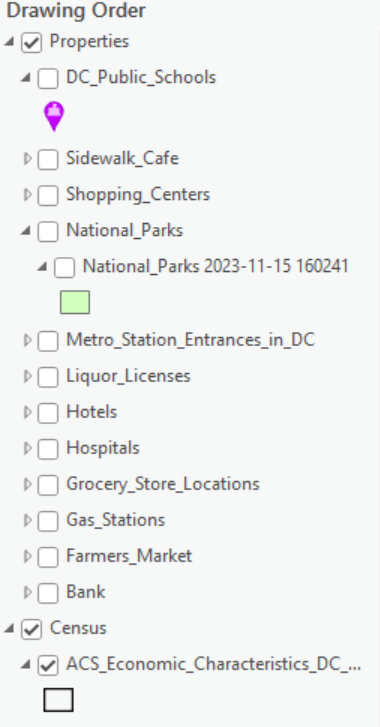 Drawing Order
Properties
DC_Public_Schools
Sidewalk_Cafe
Shopping_Centers
National_Parks
National_Parks 2023-11-15 160241
Metro_Station_Entrances_in_DC
Liquor_Licenses
Hotels
Hospitals
Grocery_Store_Locations
Gas_Stations
Farmers_Market
Bank
Census
ACS_Economic_Characteristics_DC_...